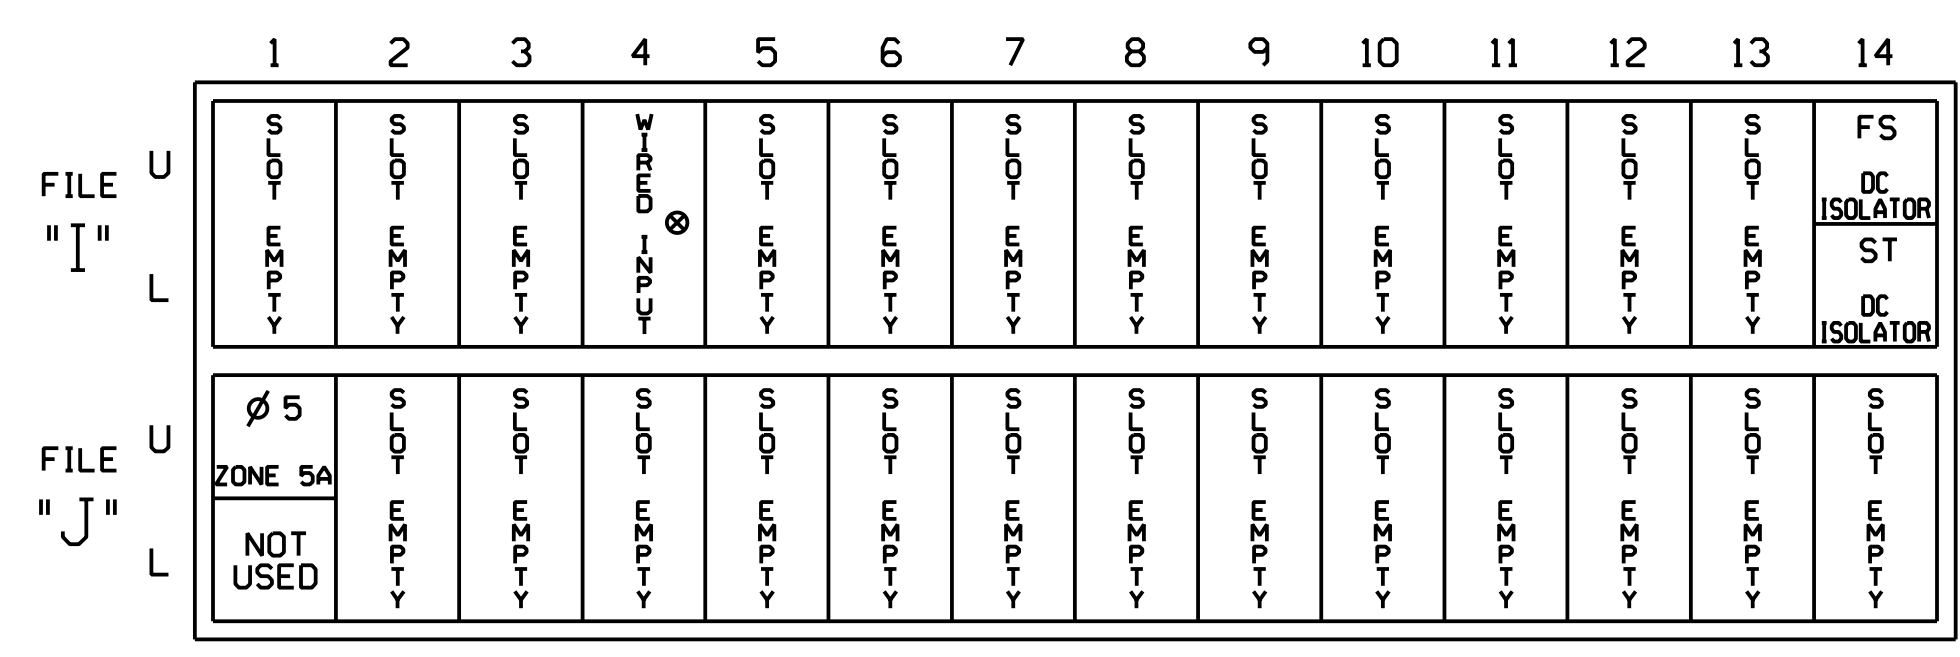 1 2 3 4 5 6 7 8 9 10 11 12 13 14
FILE
"I"
U
L
SLOT EMPTY
SLOT EMPTY
SLOT EMPTY
WIRED INPUT ⊗
SLOT EMPTY
SLOT EMPTY
SLOT EMPTY
SLOT EMPTY
SLOT EMPTY
SLOT EMPTY
SLOT EMPTY
SLOT EMPTY
SLOT EMPTY
FS
DC
ISOLATOR
ST
DC
ISOLATOR
FILE
"J"
U
L
Ø 5
ZONE 5A
NOT
USED
SLOT EMPTY
SLOT EMPTY
SLOT EMPTY
SLOT EMPTY
SLOT EMPTY
SLOT EMPTY
SLOT EMPTY
SLOT EMPTY
SLOT EMPTY
SLOT EMPTY
SLOT EMPTY
SLOT EMPTY
SLOT EMPTY